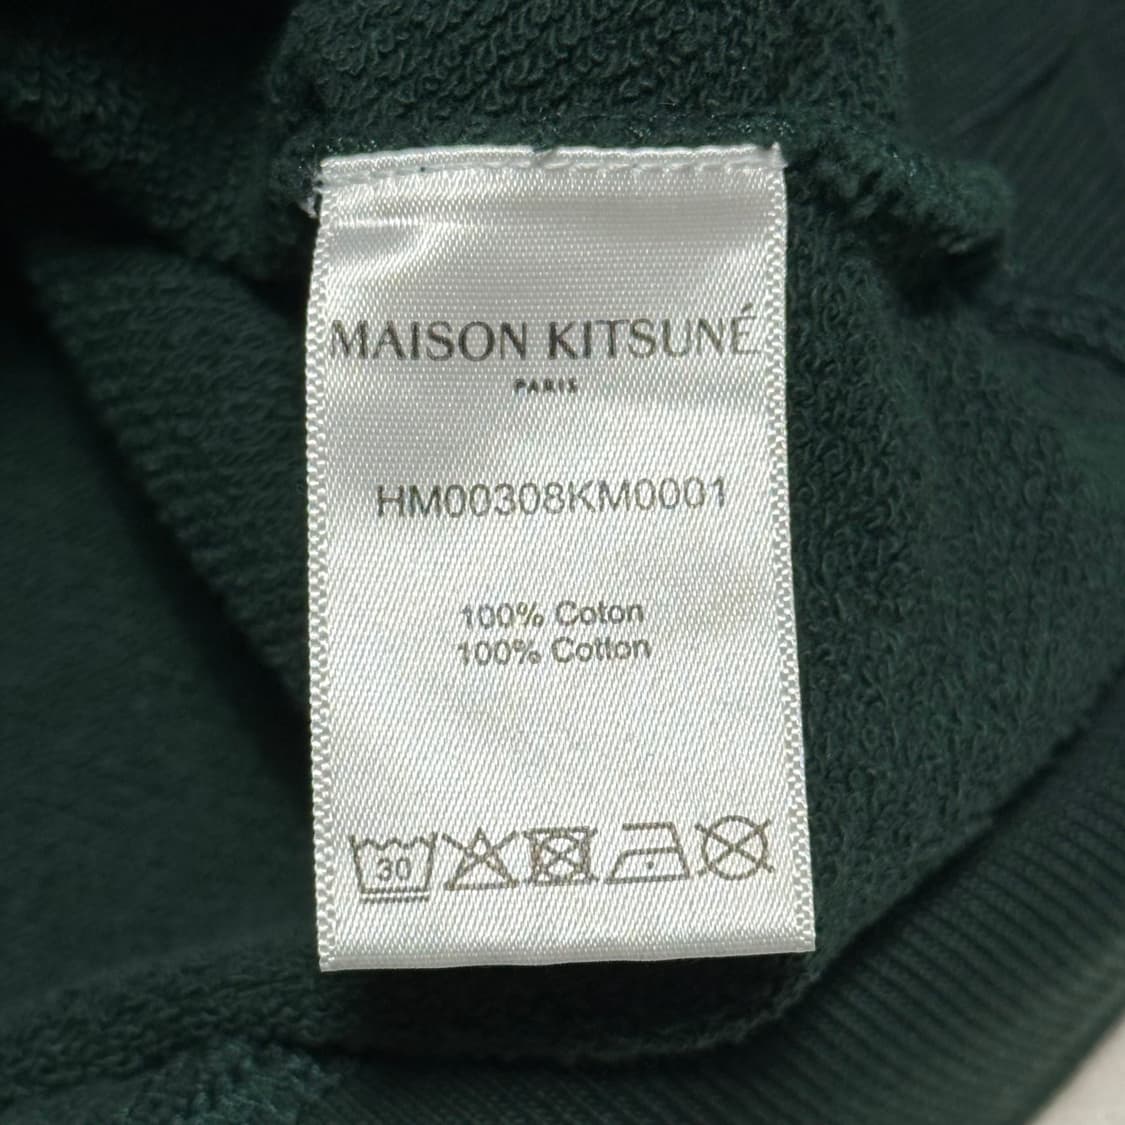 MAISON KITSUNÉ
PARIS
HM00308KM0001
100% Coton
100% Cotton
30